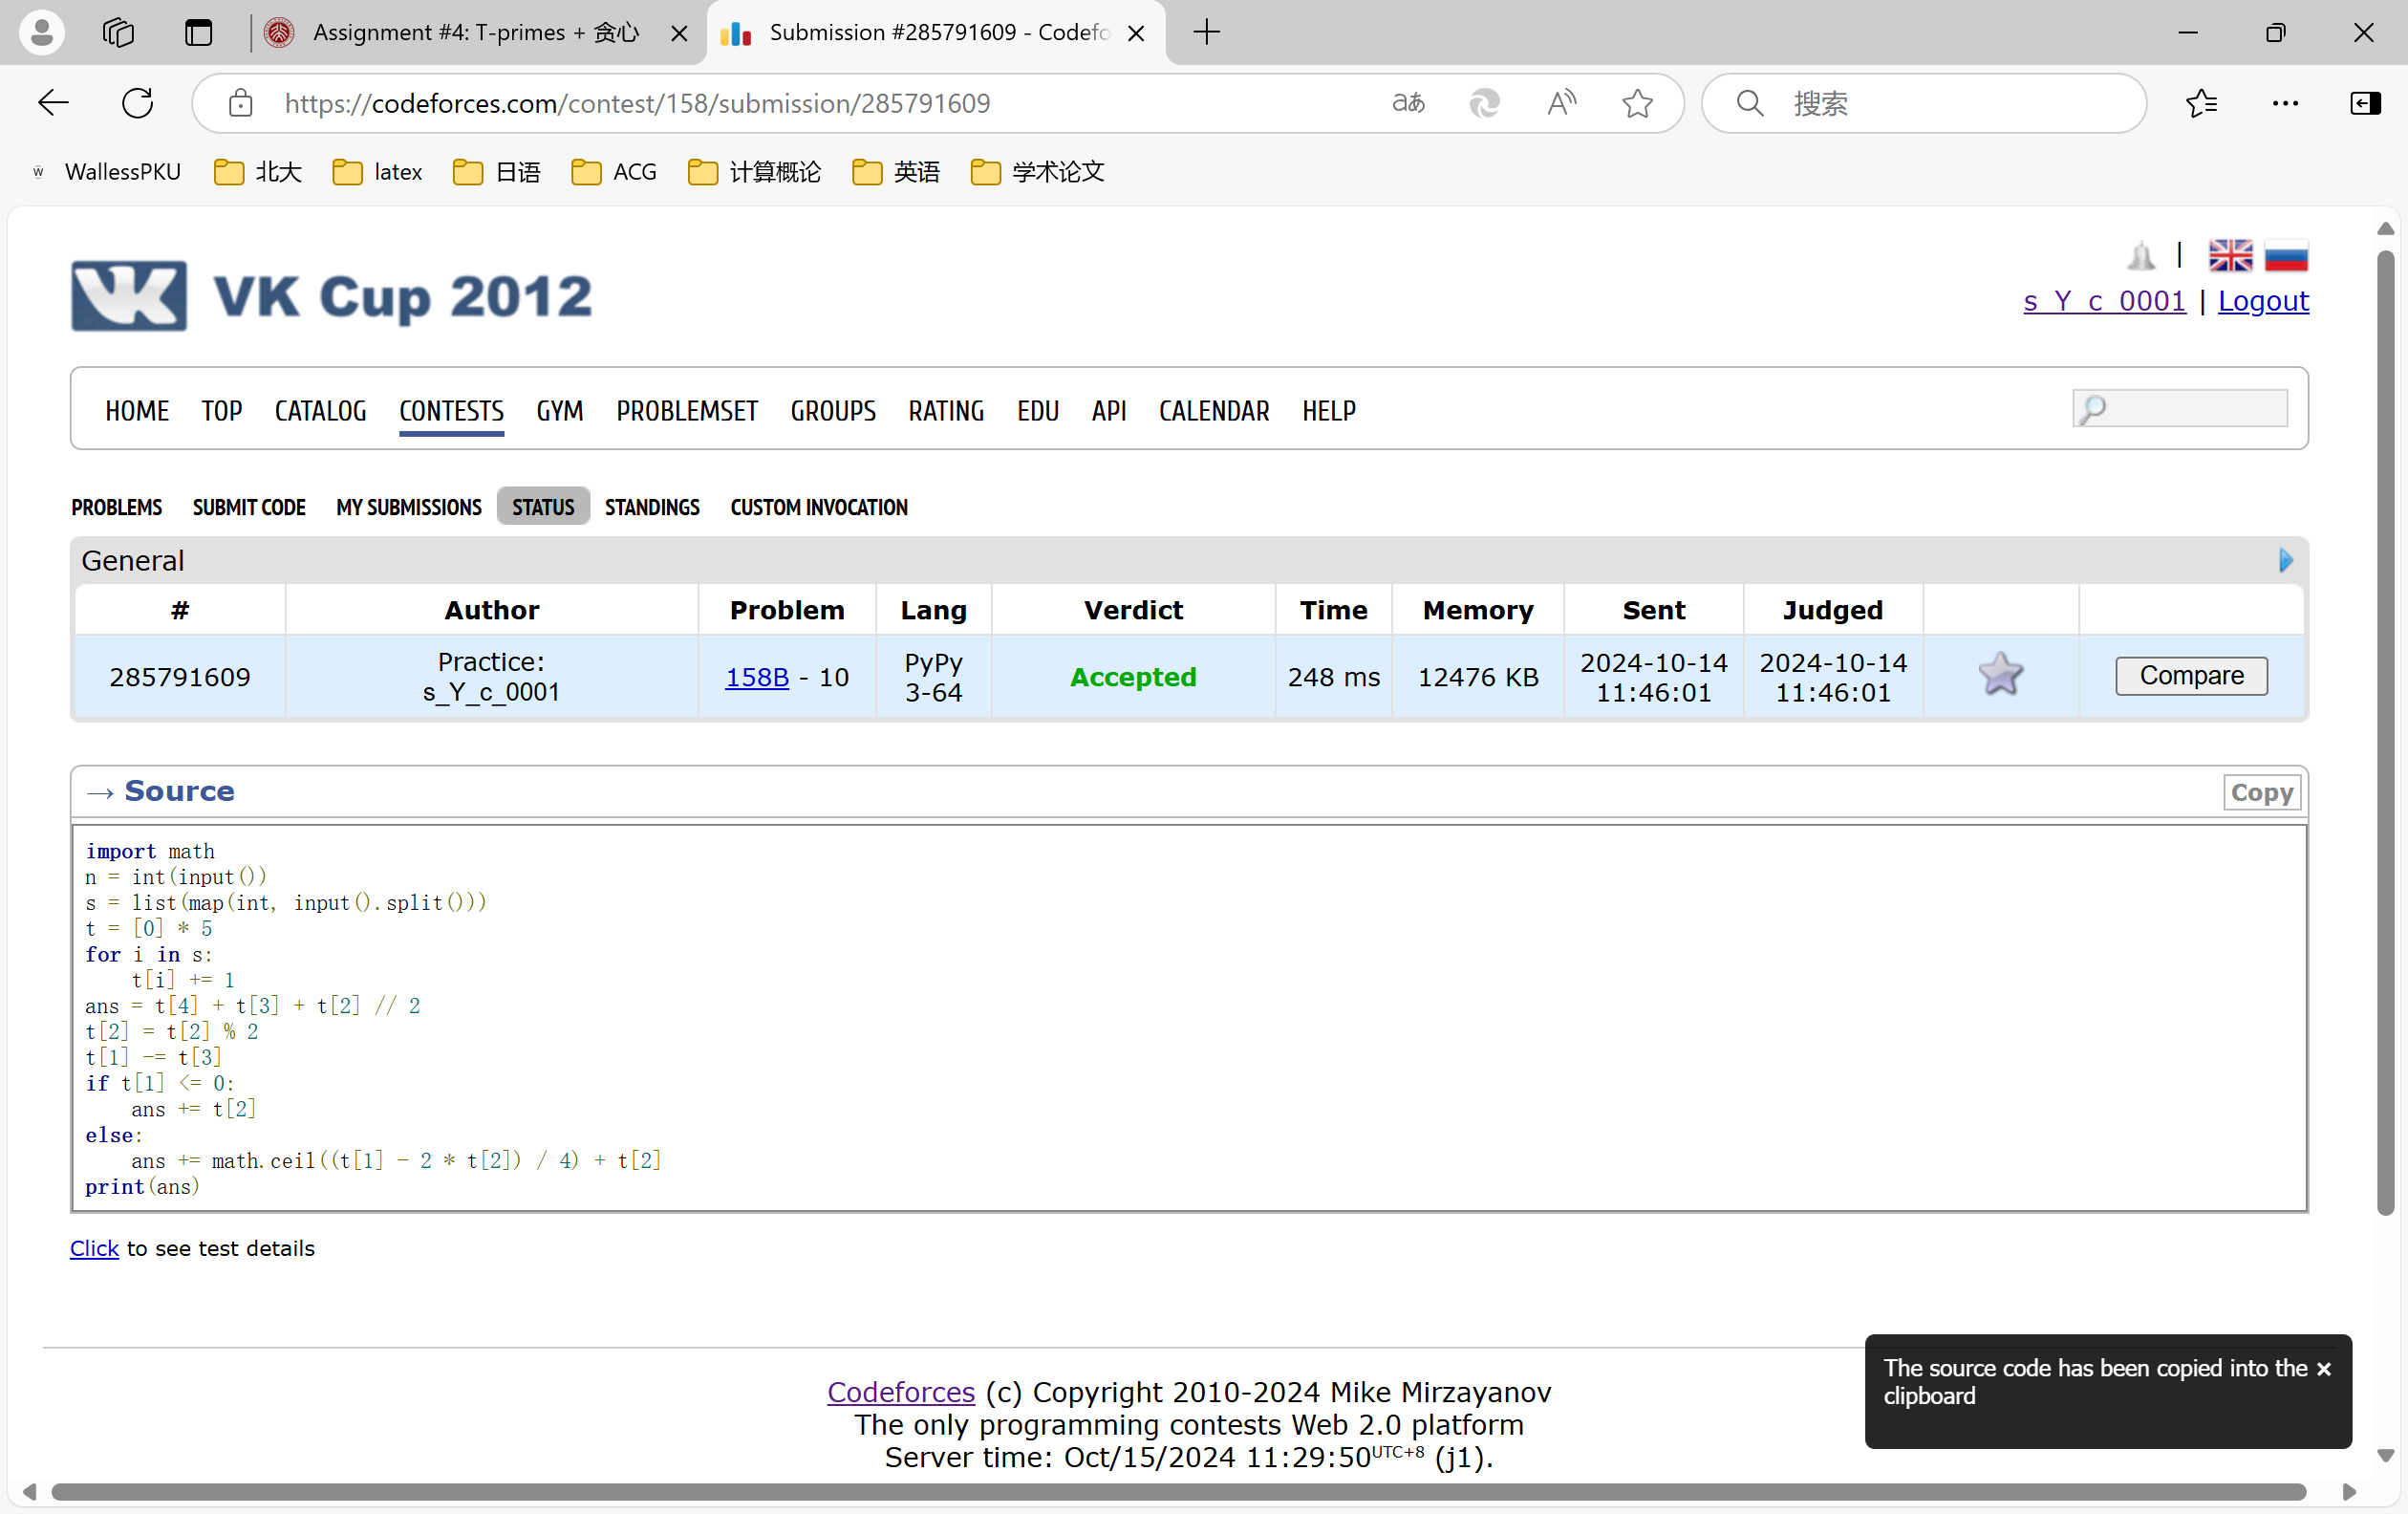 Assignment #4: T-primes + 贪心
Submission #285791609 - Codefo
https://codeforces.com/contest/158/submission/285791609
aあ
搜索
W WallessPKU 北大 latex 日语 ACG 计算概论 英语 学术论文
VK Cup 2012
|
s_Y_c_0001 | Logout
HOME TOP CATALOG CONTESTS GYM PROBLEMSET GROUPS RATING EDU API CALENDAR HELP
PROBLEMS SUBMIT CODE MY SUBMISSIONS STATUS STANDINGS CUSTOM INVOCATION
General
# Author Problem Lang Verdict Time Memory Sent Judged
285791609 Practice: s_Y_c_0001 158B - 10 PyPy 3-64 Accepted 248 ms 12476 KB 2024-10-14 11:46:01 2024-10-14 11:46:01 Compare
→ Source
Copy
import math
n = int(input())
s = list(map(int, input().split()))
t = [0] * 5
for i in s:
    t[i] += 1
ans = t[4] + t[3] + t[2] // 2
t[2] = t[2] % 2
t[1] -= t[3]
if t[1] <= 0:
    ans += t[2]
else:
    ans += math.ceil((t[1] - 2 * t[2]) / 4) + t[2]
print(ans)
Click to see test details
Codeforces (c) Copyright 2010-2024 Mike Mirzayanov
The only programming contests Web 2.0 platform
Server time: Oct/15/2024 11:29:50UTC+8 (j1).
The source code has been copied into the ×
clipboard